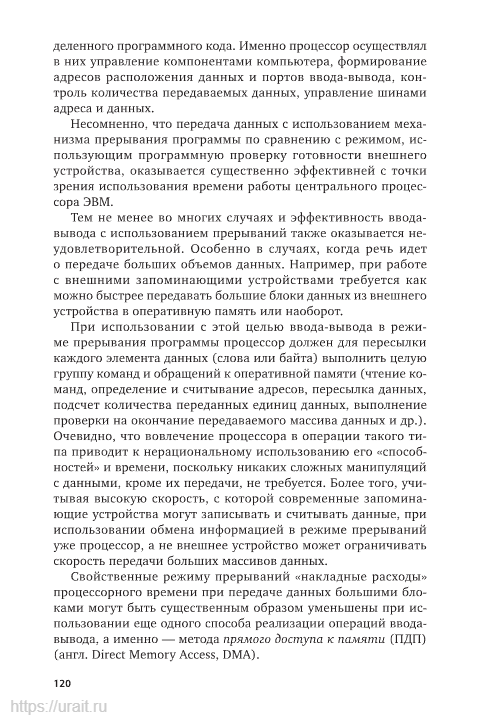 деленного программного кода. Именно процессор осуществлял
в них управление компонентами компьютера, формирование
адресов расположения данных и портов ввода-вывода, кон-
троль количества передаваемых данных, управление шинами
адреса и данных.
Несомненно, что передача данных с использованием меха-
низма прерывания программы по сравнению с режимом, ис-
пользующим программную проверку готовности внешнего
устройства, оказывается существенно эффективней с точки
зрения использования времени работы центрального процес-
сора ЭВМ.
Тем не менее во многих случаях и эффективность ввода-
вывода с использованием прерываний также оказывается не-
удовлетворительной. Особенно в случаях, когда речь идет
о передаче больших объемов данных. Например, при работе
с внешними запоминающими устройствами требуется как
можно быстрее передавать большие блоки данных из внешнего
устройства в оперативную память или наоборот.
При использовании с этой целью ввода-вывода в режи-
ме прерывания программы процессор должен для пересылки
каждого элемента данных (слова или байта) выполнить целую
группу команд и обращений к оперативной памяти (чтение ко-
манд, определение и считывание адресов, пересылка данных,
подсчет количества переданных единиц данных, выполнение
проверки на окончание передаваемого массива данных и др.).
Очевидно, что вовлечение процессора в операции такого ти-
па приводит к нерациональному использованию его «способ-
ностей» и времени, поскольку никаких сложных манипуляций
с данными, кроме их передачи, не требуется. Более того, учи-
тывая высокую скорость, с которой современные запомина-
ющие устройства могут записывать и считывать данные, при
использовании обмена информацией в режиме прерываний
уже процессор, а не внешнее устройство может ограничивать
скорость передачи больших массивов данных.
Свойственные режиму прерываний «накладные расходы»
процессорного времени при передаче данных большими бло-
ками могут быть существенным образом уменьшены при ис-
пользовании еще одного способа реализации операций ввода-
вывода, а именно — метода прямого доступа к памяти (ПДП)
(англ. Direct Memory Access, DMA).
120
https://urait.ru